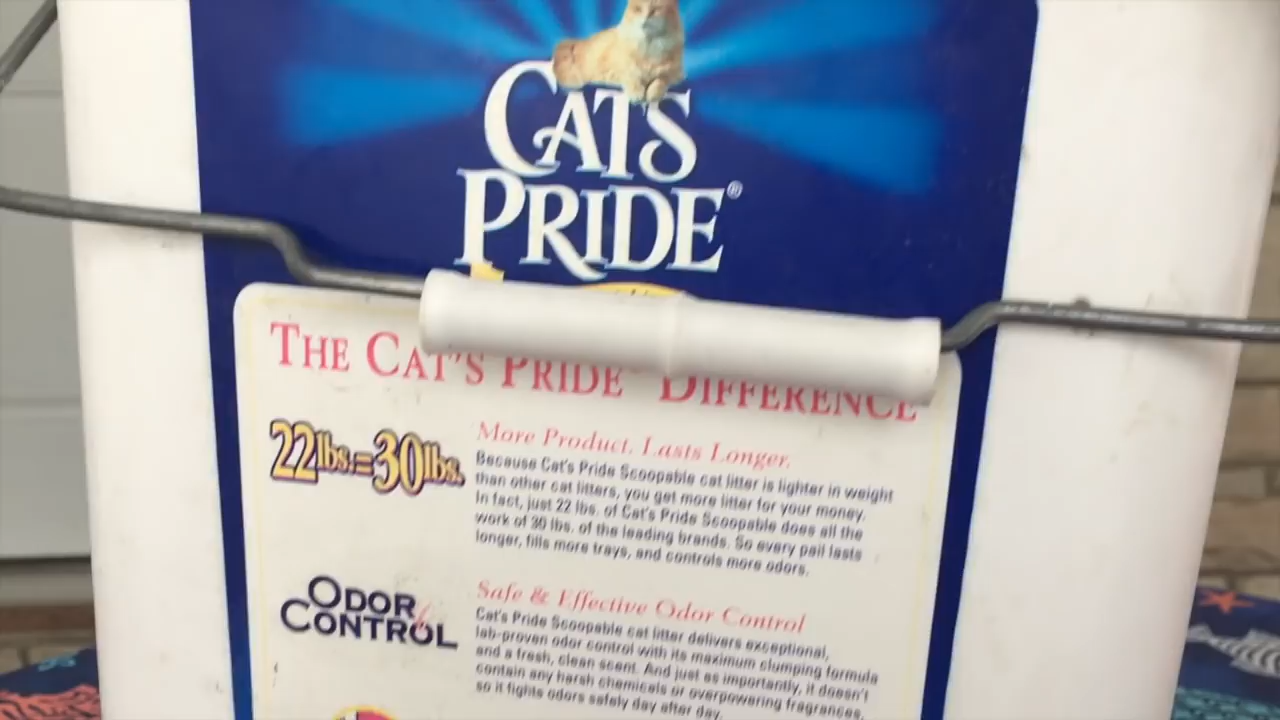 CAT'S
PRIDE®
THE CAT'S PRIDE® DIFFERENCE
22lbs.=30lbs.
More Product. Lasts Longer.
Because Cat's Pride Scoopable cat litter is lighter in weight
than other cat litters, you get more litter for your money.
In fact, just 22 lbs. of Cat's Pride Scoopable does all the
work of 30 lbs. of the leading brands. So every pail lasts
longer, fills more trays, and controls more odors.
ODOR
CONTROL
Safe & Effective Odor Control
Cat's Pride Scoopable cat litter delivers exceptional,
lab-proven odor control with its maximum clumping formula
and a fresh, clean scent. And just as importantly, it doesn't
contain any harsh chemicals or overpowering fragrances,
so it fights odors safely day after day.